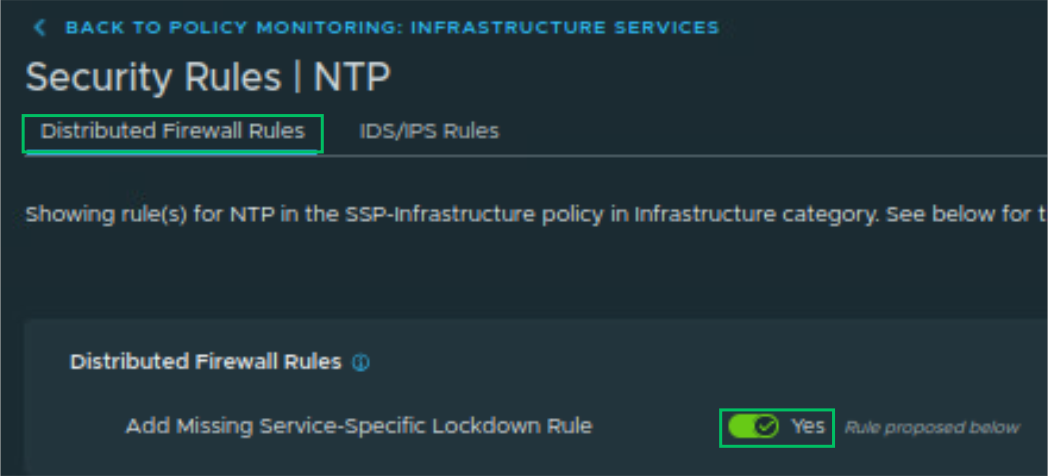 BACK TO POLICY MONITORING: INFRASTRUCTURE SERVICES
Security Rules | NTP
Distributed Firewall Rules IDS/IPS Rules
Showing rule(s) for NTP in the SSP-Infrastructure policy in Infrastructure category. See below for t
Distributed Firewall Rules
Add Missing Service-Specific Lockdown Rule Yes Rule proposed below